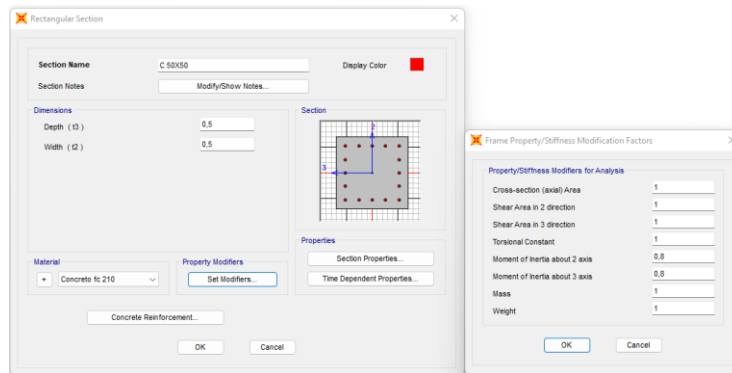 Rectangular Section
Section Name C 50X50 Display Color
Section Notes Modify/Show Notes...
Dimensions
Depth ( t3 ) 0,5
Width ( t2 ) 0,5
Section
2
3
Properties
Section Properties...
Time Dependent Properties...
Material
+ Concreto fc 210
Property Modifiers
Set Modifiers...
Concrete Reinforcement...
OK Cancel
Frame Property/Stiffness Modification Factors
Property/Stiffness Modifiers for Analysis
Cross-section (axial) Area 1
Shear Area in 2 direction 1
Shear Area in 3 direction 1
Torsional Constant 1
Moment of Inertia about 2 axis 0,8
Moment of Inertia about 3 axis 0,8
Mass 1
Weight 1
OK Cancel